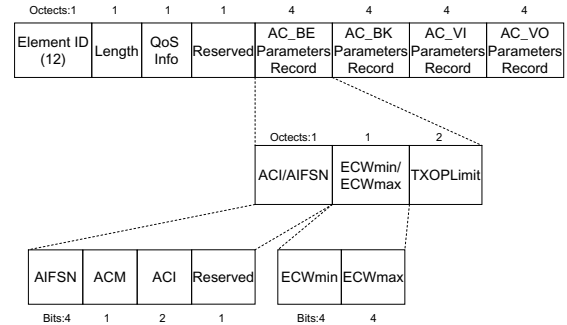 Octects:1 1 1 1 4 4 4 4
Element ID (12)
Length
QoS Info
Reserved
AC_BE Parameters Record
AC_BK Parameters Record
AC_VI Parameters Record
AC_VO Parameters Record
Octects:1 1 2
ACI/AIFSN
ECWmin/ ECWmax
TXOPLimit
AIFSN ACM ACI Reserved
ECWmin ECWmax
Bits:4 1 2 1
Bits:4 4